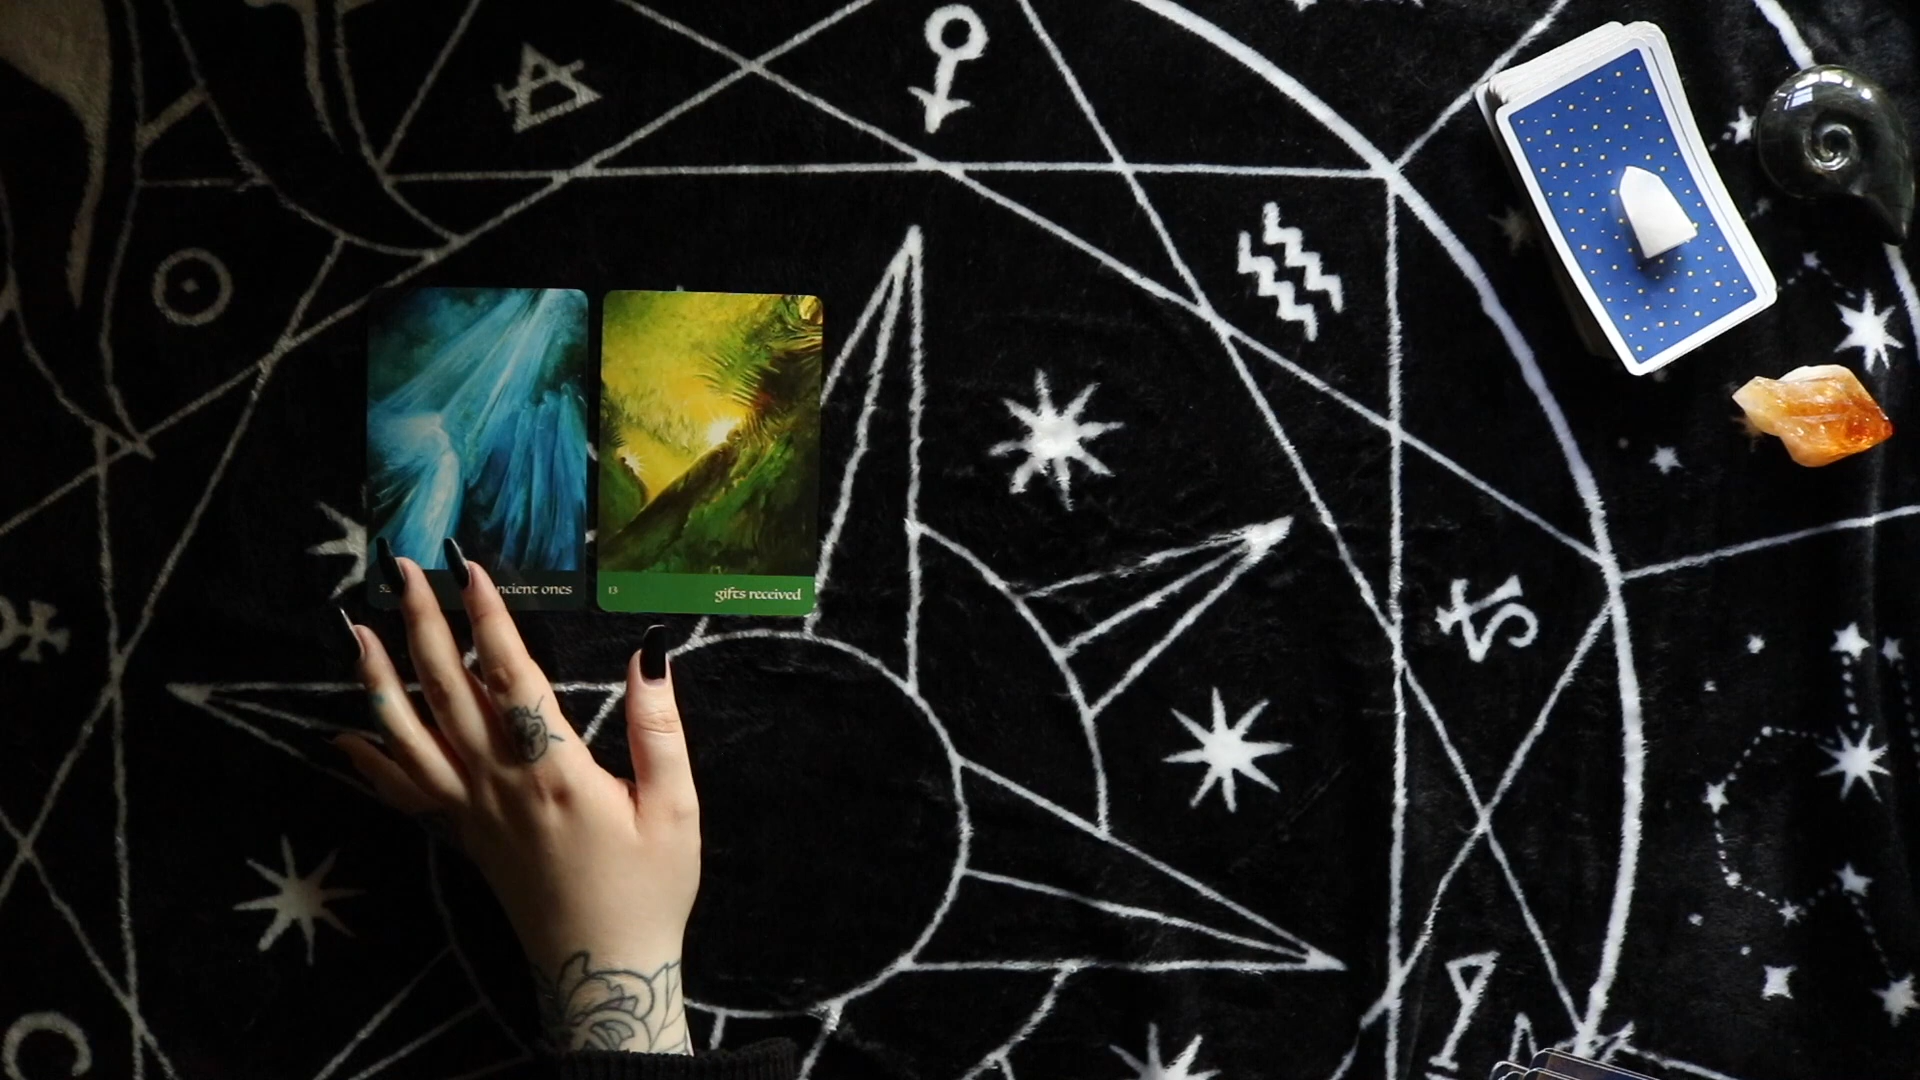 ancient ones
13 gifts received